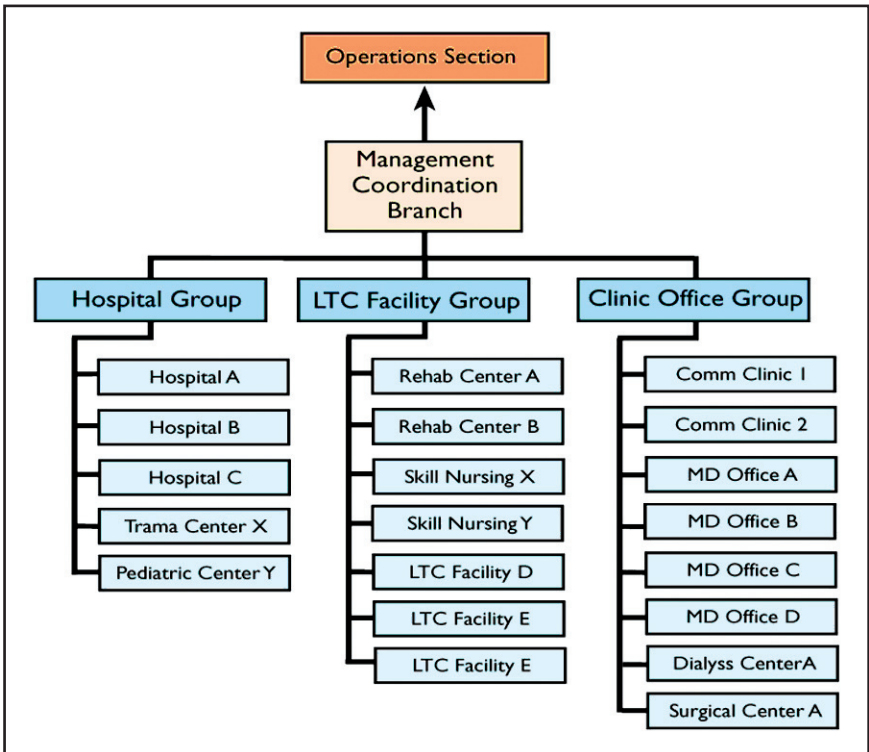 Operations Section
Management
Coordination
Branch
Hospital Group
LTC Facility Group
Clinic Office Group
Hospital A
Hospital B
Hospital C
Trama Center X
Pediatric Center Y
Rehab Center A
Rehab Center B
Skill Nursing X
Skill Nursing Y
LTC Facility D
LTC Facility E
LTC Facility E
Comm Clinic 1
Comm Clinic 2
MD Office A
MD Office B
MD Office C
MD Office D
Dialyss Center A
Surgical Center A